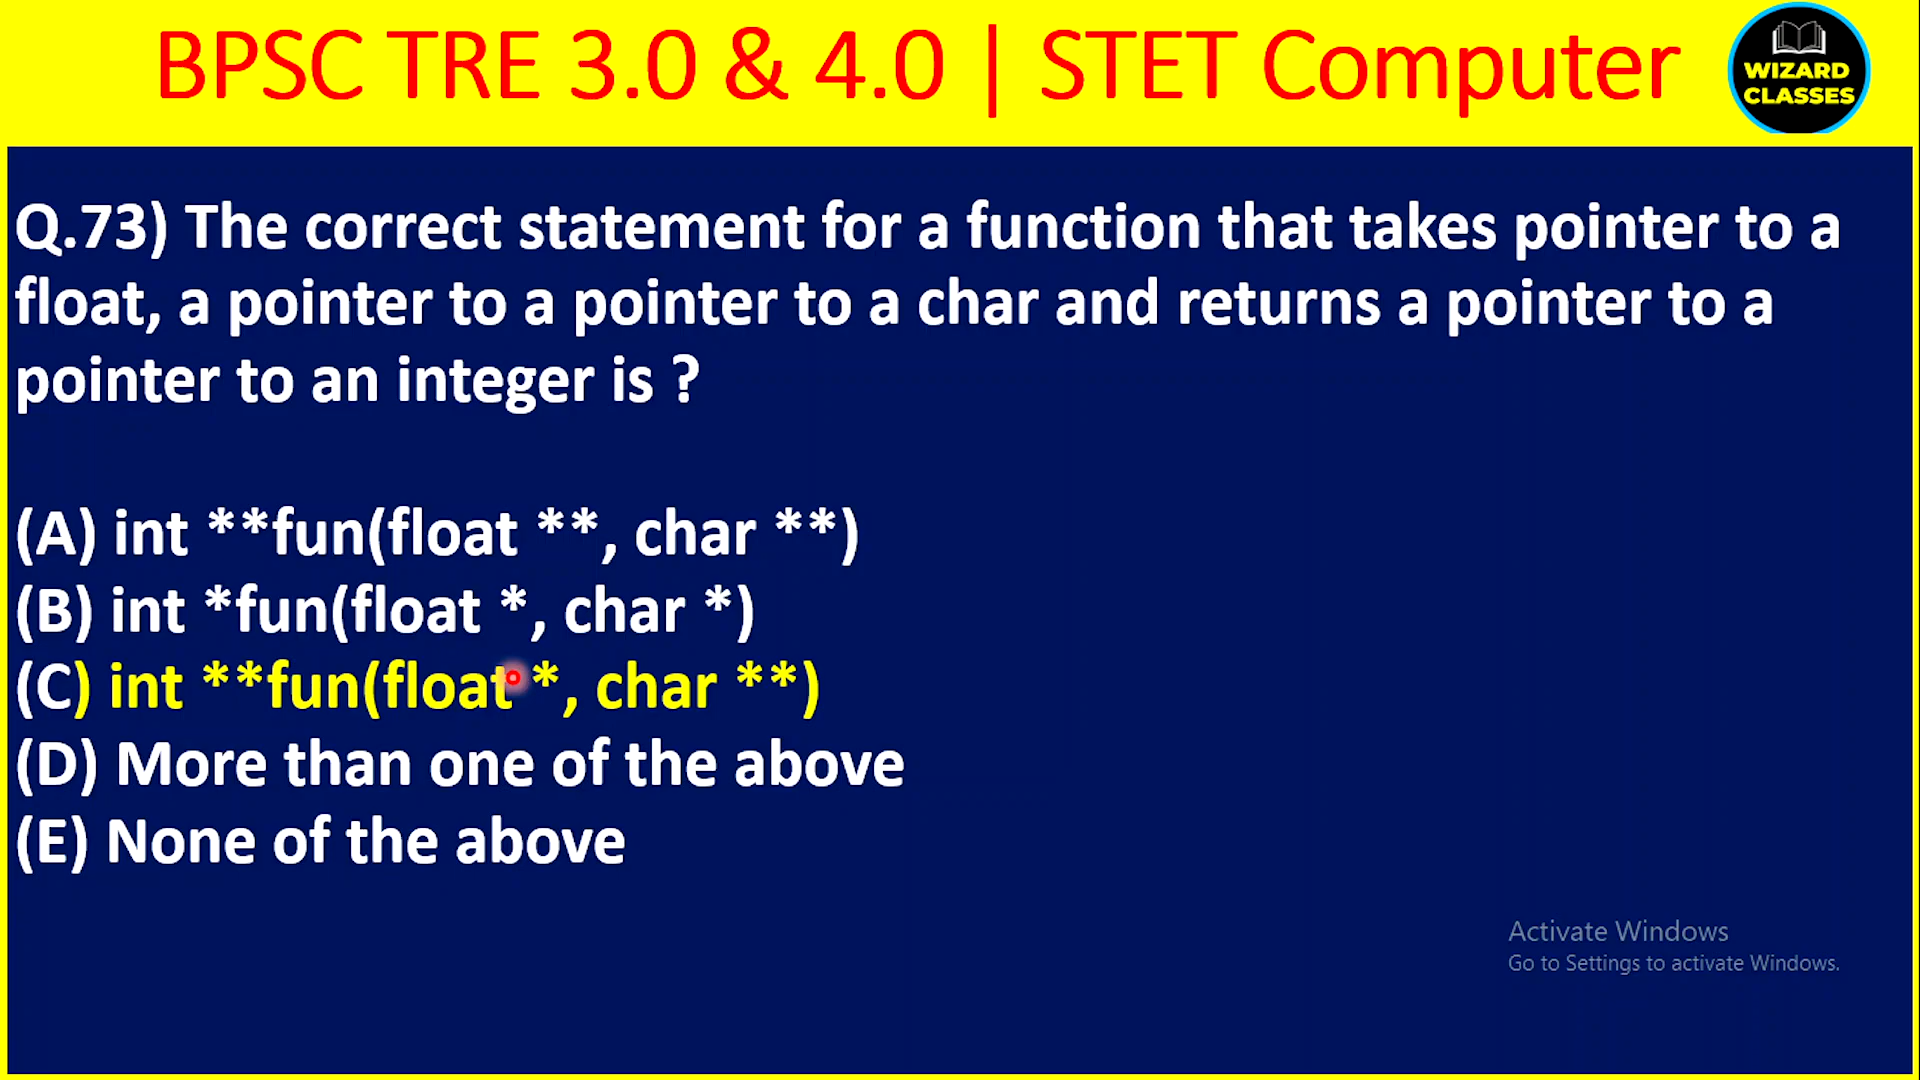 BPSC TRE 3.0 & 4.0 | STET Computer
WIZARD
CLASSES
Q.73) The correct statement for a function that takes pointer to a
float, a pointer to a pointer to a char and returns a pointer to a
pointer to an integer is ?
(A) int **fun(float **, char **)
(B) int *fun(float *, char *)
(C) int **fun(float *, char **)
(D) More than one of the above
(E) None of the above
Activate Windows
Go to Settings to activate Windows.